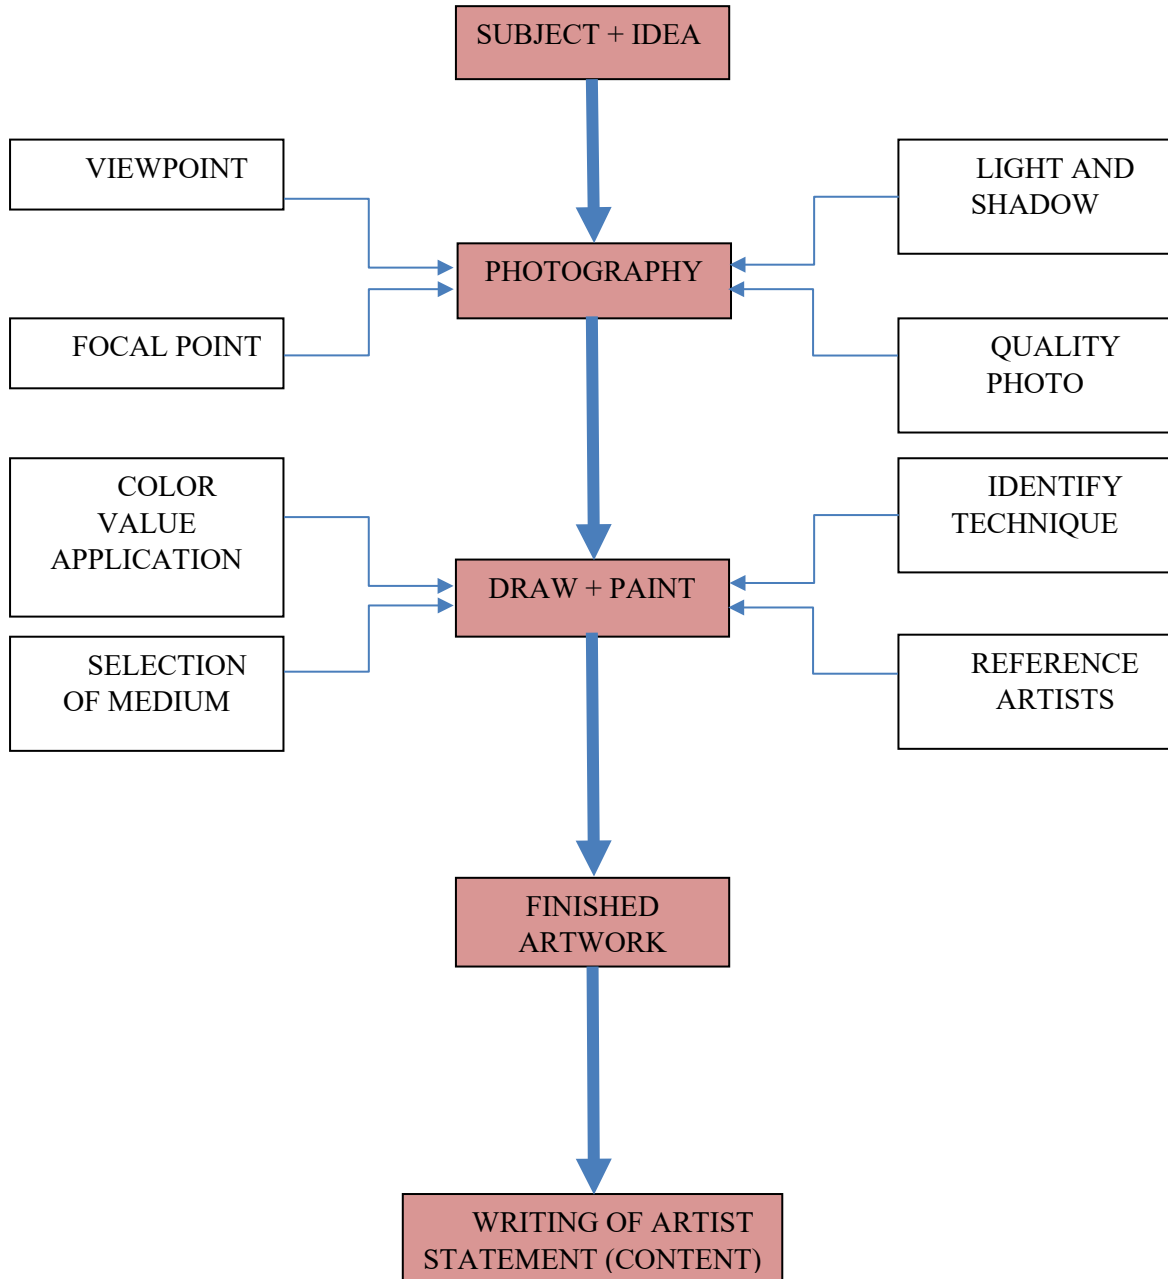 SUBJECT + IDEA
VIEWPOINT
LIGHT AND
SHADOW
PHOTOGRAPHY
FOCAL POINT
QUALITY
PHOTO
COLOR
VALUE
APPLICATION
IDENTIFY
TECHNIQUE
DRAW + PAINT
SELECTION
OF MEDIUM
REFERENCE
ARTISTS
FINISHED
ARTWORK
WRITING OF ARTIST
STATEMENT (CONTENT)